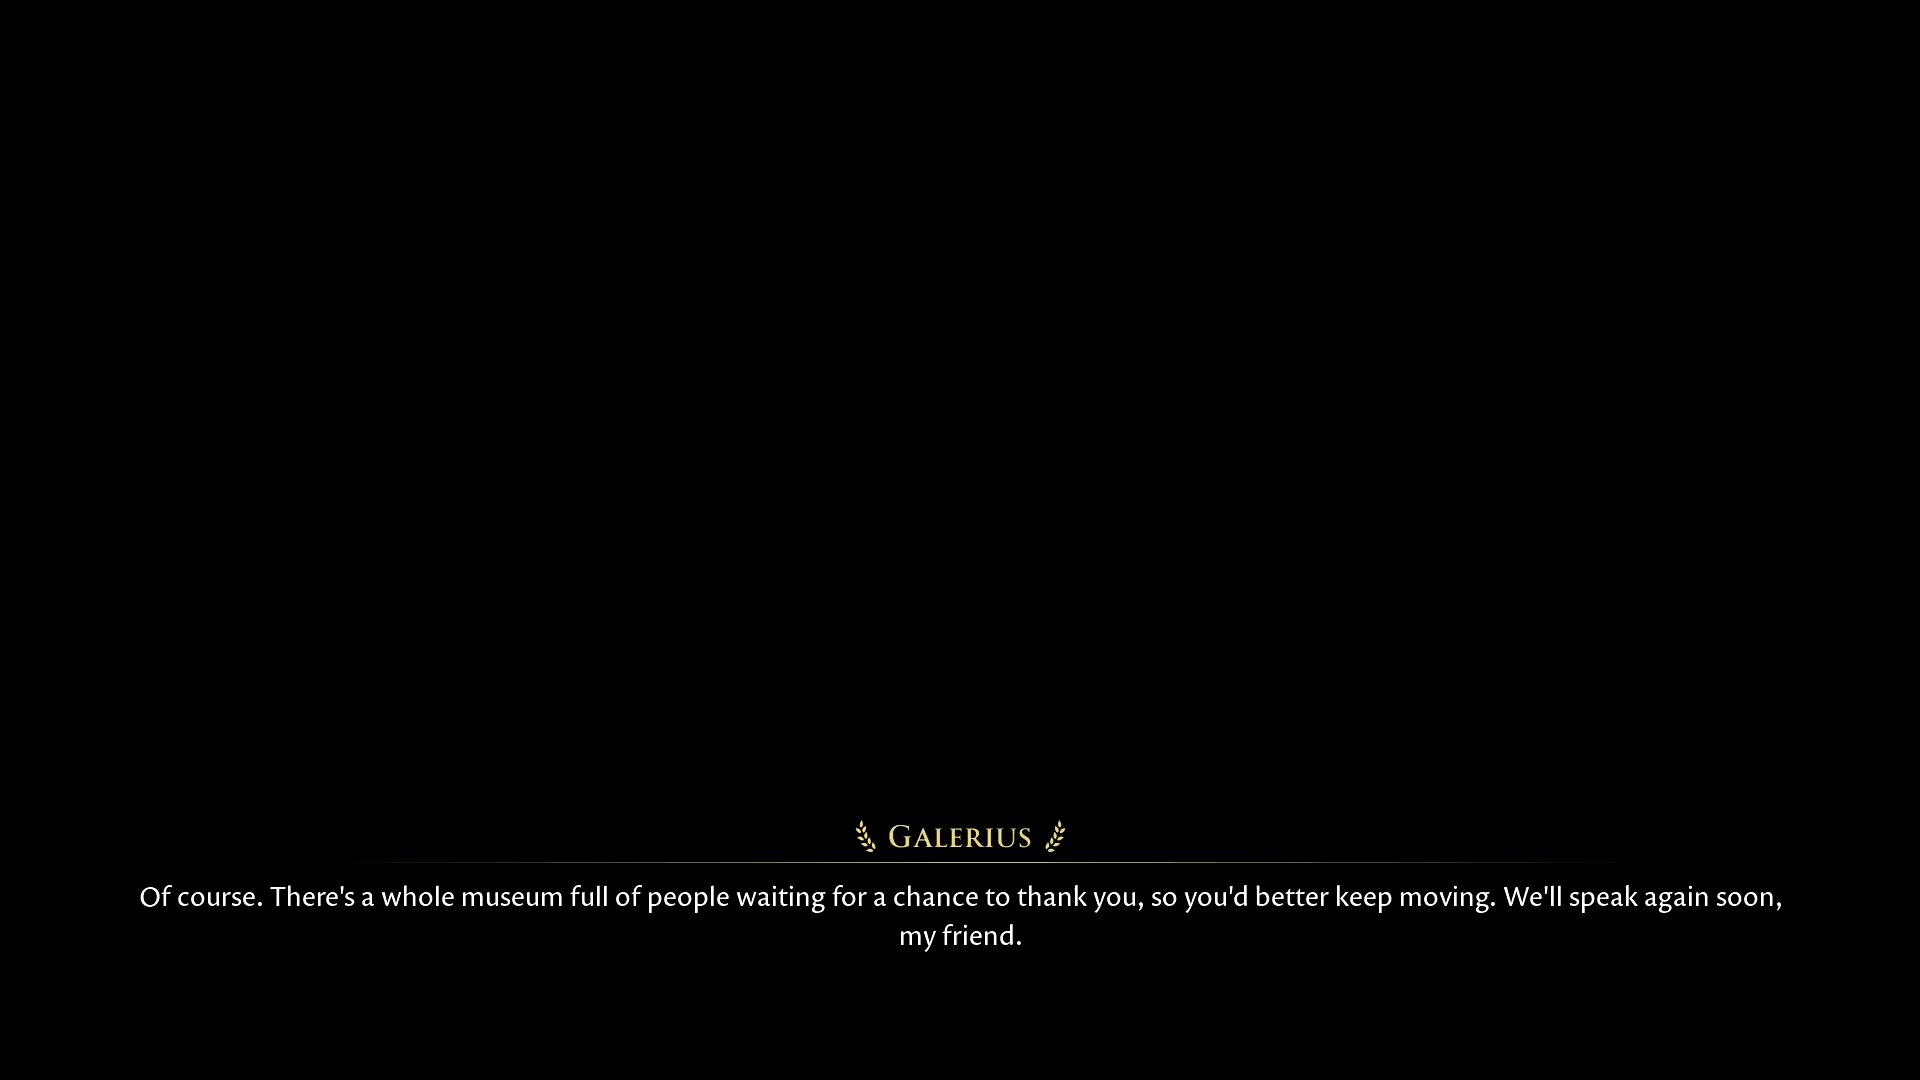 Galerius
Of course. There's a whole museum full of people waiting for a chance to thank you, so you'd better keep moving. We'll speak again soon,
my friend.